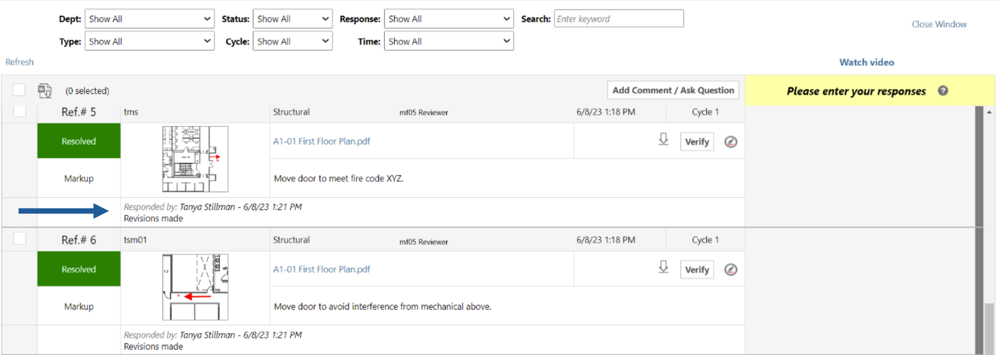 Dept: Show All Status: Show All Response: Show All Search: Enter keyword
Close Window
Type: Show All Cycle: Show All Time: Show All
Refresh
Watch video
(0 selected) Add Comment / Ask Question Please enter your responses ?
Ref.# 5 tms Structural mf05 Reviewer 6/8/23 1:18 PM Cycle 1
Resolved A1-01 First Floor Plan.pdf Verify
Markup Move door to meet fire code XYZ.
Responded by: Tanya Stillman - 6/8/23 1:21 PM
Revisions made
Ref.# 6 tsm01 Structural mf05 Reviewer 6/8/23 1:18 PM Cycle 1
Resolved A1-01 First Floor Plan.pdf Verify
Markup Move door to avoid interference from mechanical above.
Responded by: Tanya Stillman - 6/8/23 1:21 PM
Revisions made